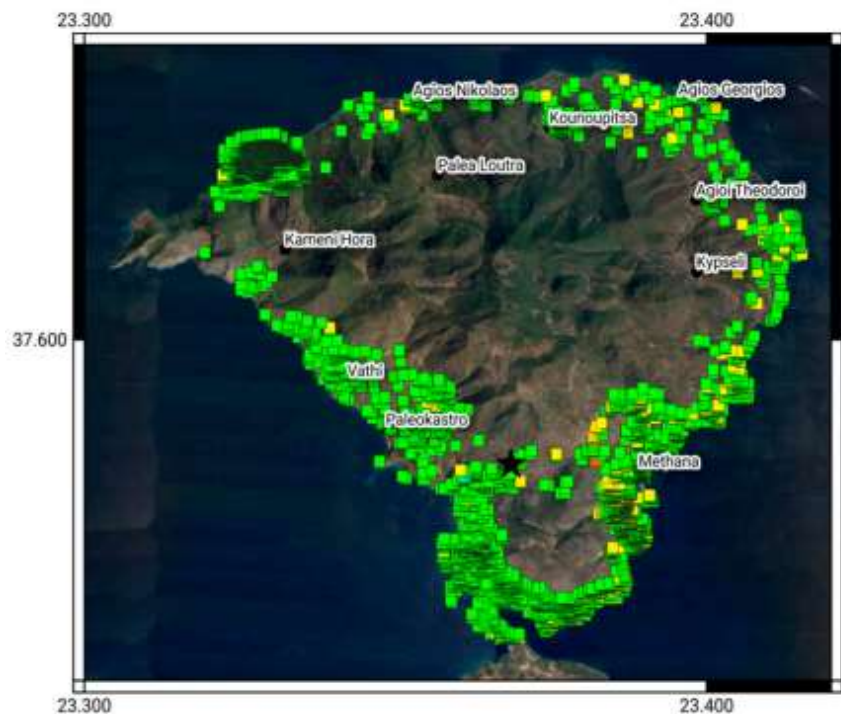 23.300 23.400
Agios Nikolaos Agios Georgios
Kounoupitsa
Palea Loutra
Agioi Theodoroi
Kameni Hora
Kypseli
37.600
Vathi
Paleokastro
Methana
23.300 23.400